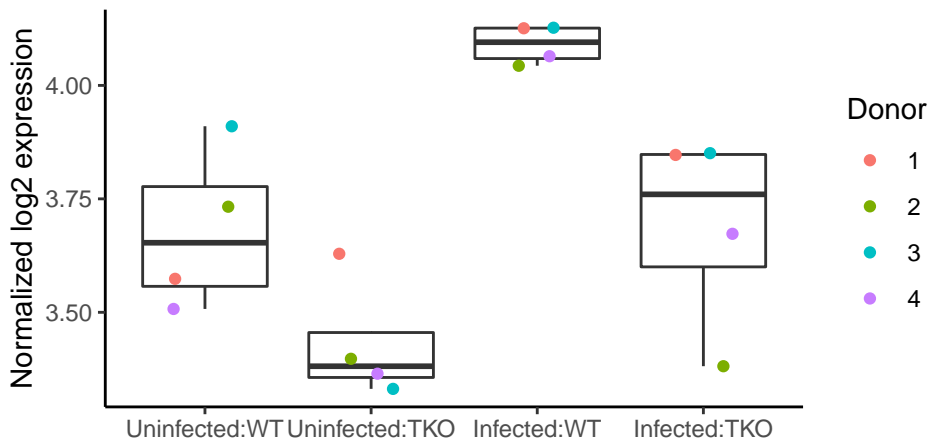 Normalized log2 expression
4.00
3.75
3.50
Uninfected:WT
Uninfected:TKO
Infected:WT
Infected:TKO
Donor
1
2
3
4